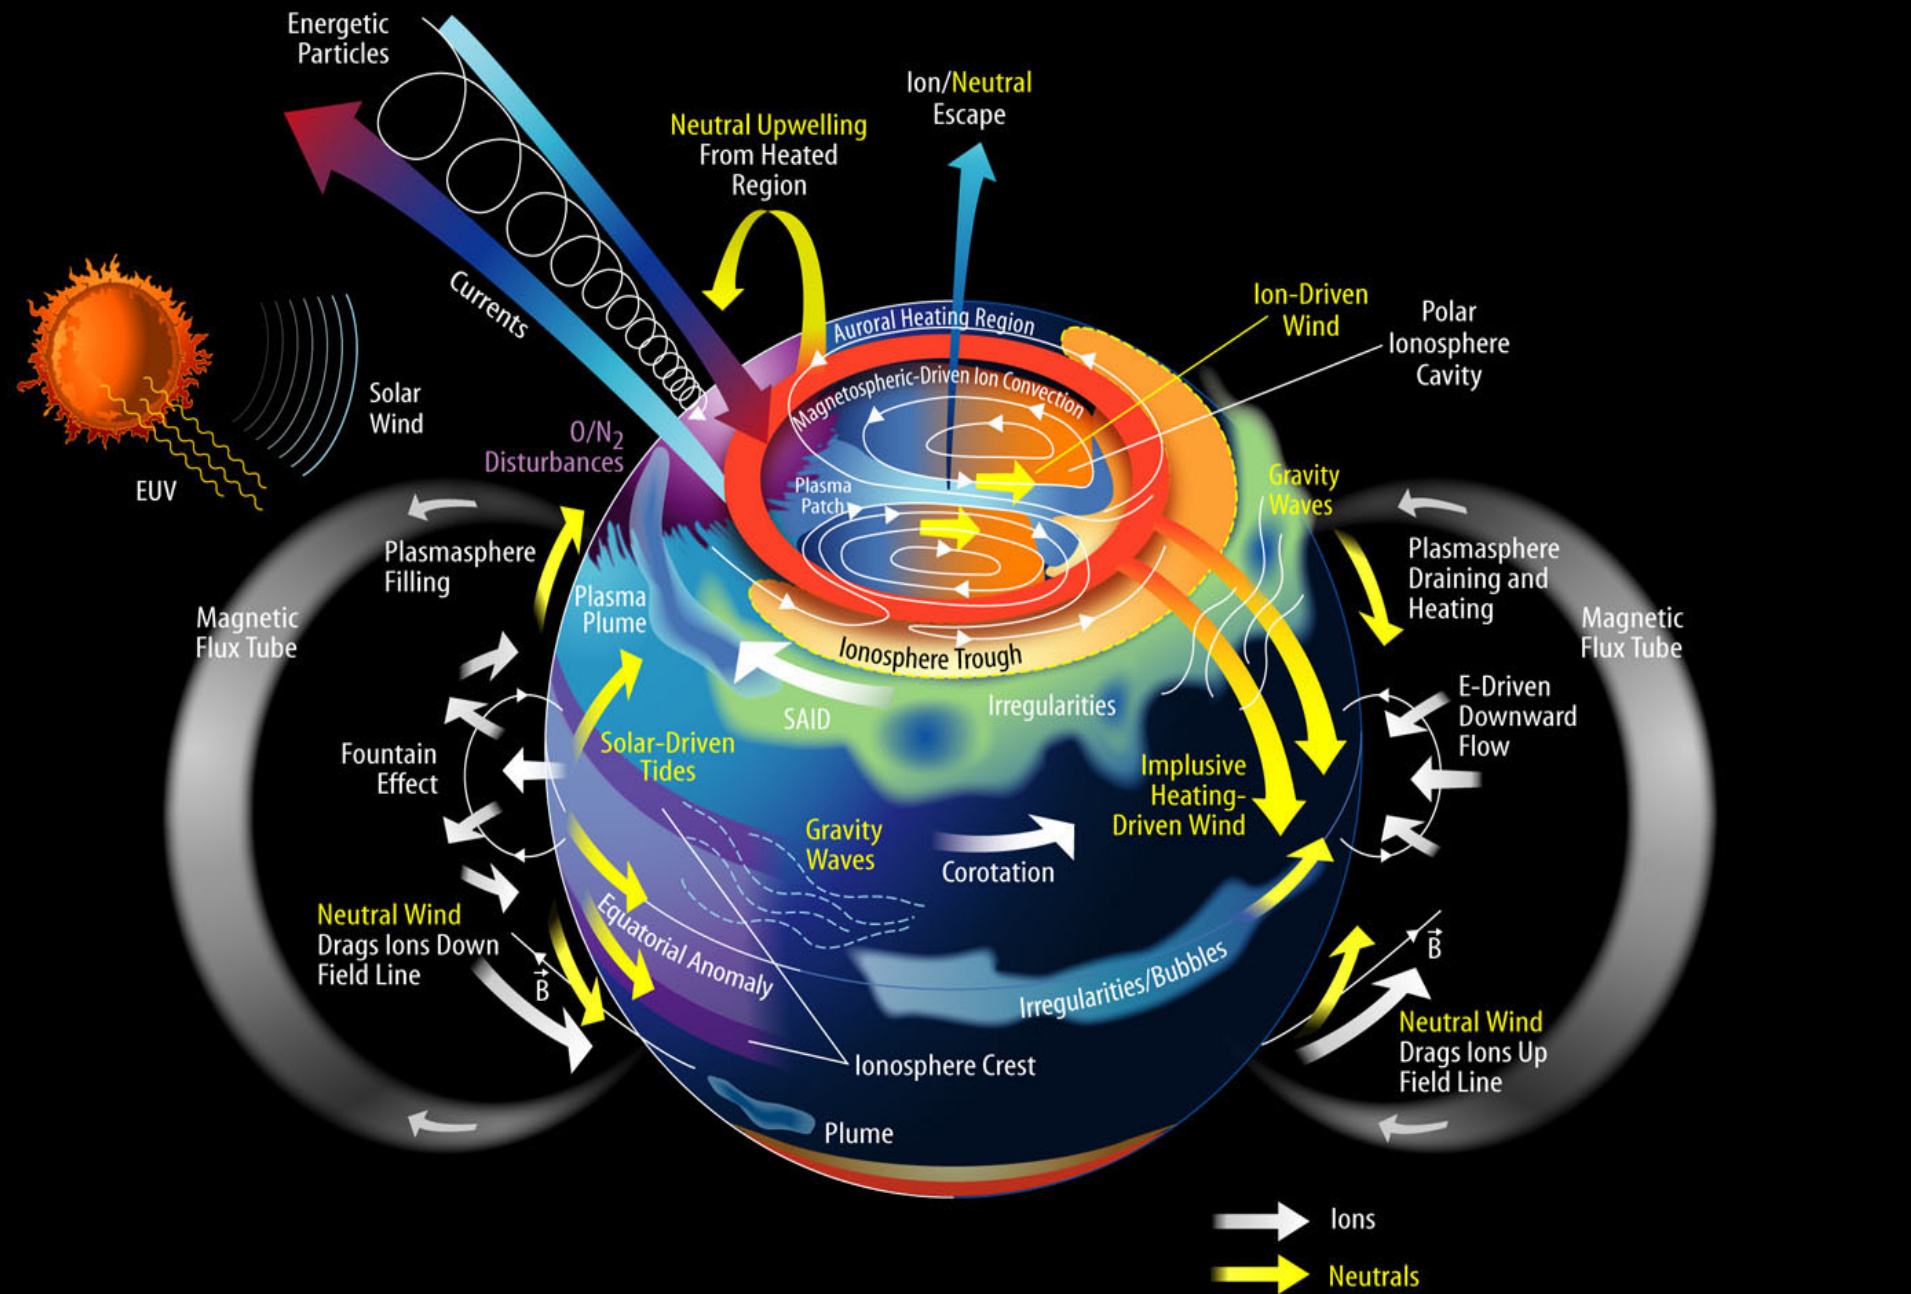 Energetic
Particles
Ion/Neutral
Escape
Neutral Upwelling
From Heated
Region
Currents
Ion-Driven
Wind
Polar
Ionosphere
Cavity
Auroral Heating Region
Magnetospheric-Driven Ion Convection
Solar
Wind
EUV
O/N2
Disturbances
Plasma
Patch
Gravity
Waves
Plasmasphere
Filling
Plasmasphere
Draining and
Heating
Magnetic
Flux Tube
Plasma
Plume
Magnetic
Flux Tube
Ionosphere Trough
SAID
Irregularities
E-Driven
Downward
Flow
Fountain
Effect
Solar-Driven
Tides
Implusive
Heating-
Driven Wind
Gravity
Waves
Corotation
Neutral Wind
Drags Ions Down
Field Line
B
Equatorial Anomaly
Irregularities/Bubbles
B
Neutral Wind
Drags Ions Up
Field Line
Ionosphere Crest
Plume
Ions
Neutrals